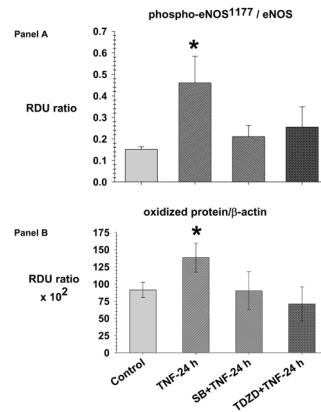 phospho-eNOS1177 / eNOS
Panel A
0.7
0.6
0.5
0.4
0.3
0.2
0.1
0.0
RDU ratio
*
oxidized protein/β-actin
Panel B
175
150
125
100
75
50
25
0
RDU ratio
x 102
*
Control
TNF-24 h
SB+TNF-24 h
TDZD+TNF-24 h